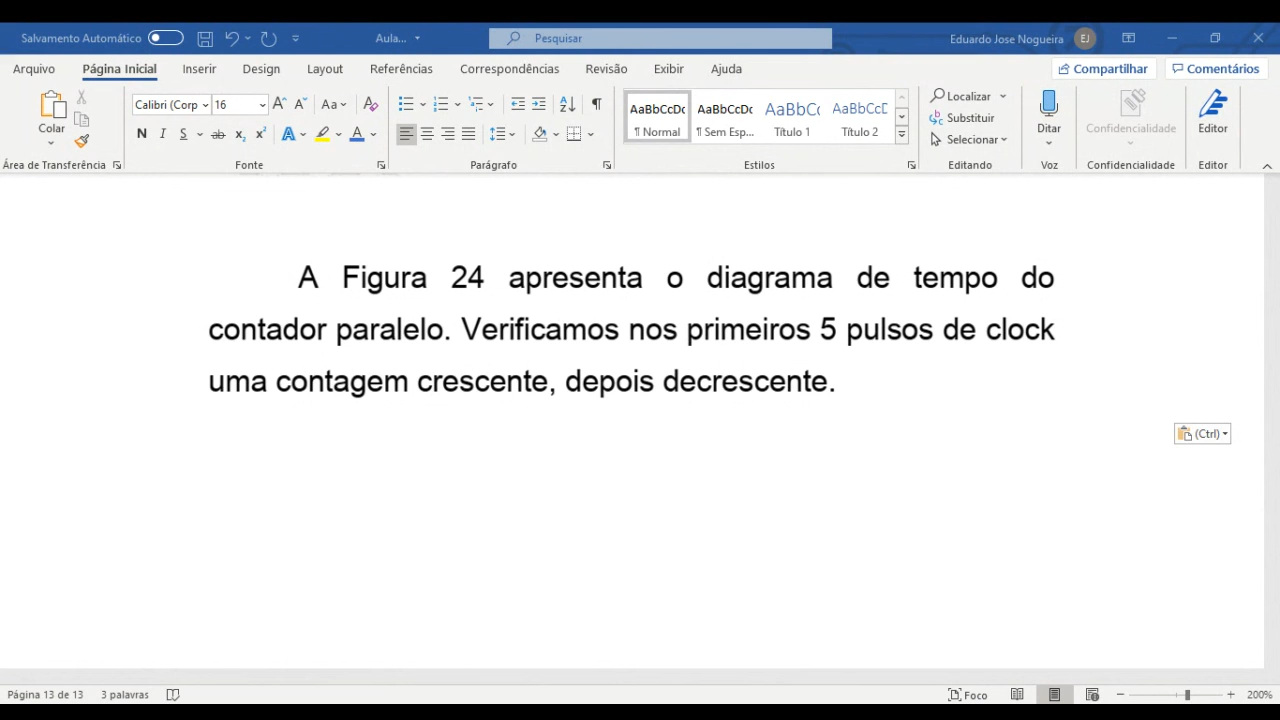 Salvamento Automático
Aula...
Pesquisar
Eduardo Jose Nogueira
EJ
Arquivo Página Inicial Inserir Design Layout Referências Correspondências Revisão Exibir Ajuda
Compartilhar
Comentários
Colar
Área de Transferência
Calibri (Corp
16
Aa
N I S ab x₂ x²
A
A
Fonte
Parágrafo
AaBbCcDc AaBbCcDc AaBbCc AaBbCcD
¶ Normal ¶ Sem Esp... Título 1 Título 2
Estilos
Localizar
Substituir
Selecionar
Editando
Ditar
Voz
Confidencialidade
Confidencialidade
Editor
Editor
A Figura 24 apresenta o diagrama de tempo do
contador paralelo. Verificamos nos primeiros 5 pulsos de clock
uma contagem crescente, depois decrescente.
(Ctrl)
Página 13 de 13 3 palavras
Foco
200%